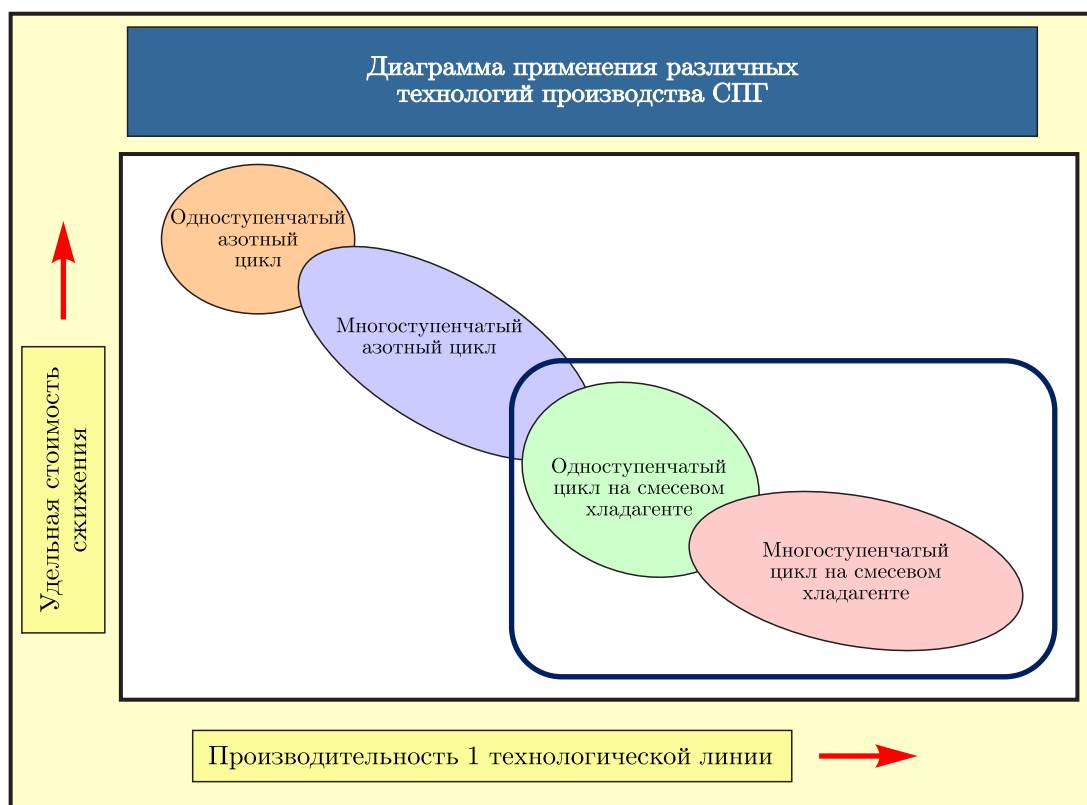 Диаграмма применения различных
технологий производства СПГ
Одноступенчатый
азотный
цикл
Многоступенчатый
азотный цикл
Одноступенчатый
цикл на смесевом
хладагенте
Многоступенчатый
цикл на смесевом
хладагенте
Удельная стоимость
сжижения
Производительность 1 технологической линии